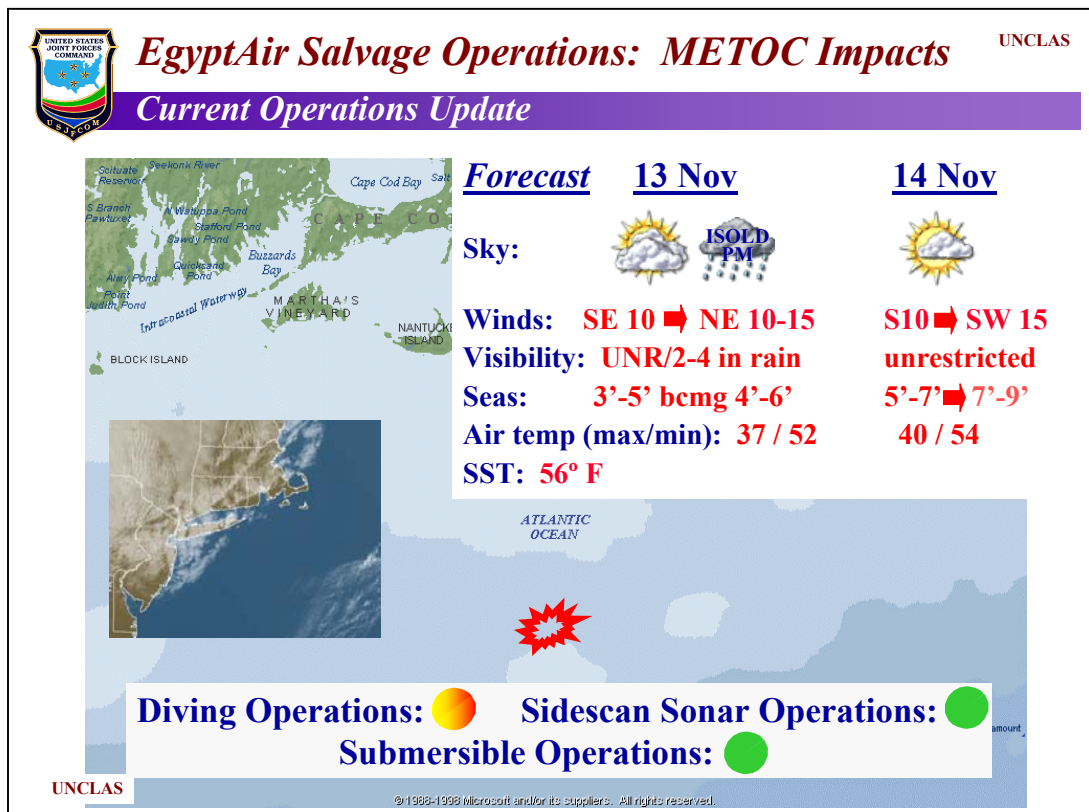 UNITED STATES
JOINT FORCES
COMMAND
USJFCOM
EgyptAir Salvage Operations: METOC Impacts
UNCLAS
Current Operations Update
Scituate
Reservoir
Seekonk River
Cape Cod Bay
Salt
S Branch
Pawtuxet
N Watuppa Pond
Stafford Pond
Sawdy Pond
CAPE CO
Buzzards
Bay
Quicksand
Pond
Almy Pond
Point
Judith Pond
Intracoastal Waterway
MARTHA'S
VINEYARD
NANTUCKE
ISLAND
BLOCK ISLAND
Forecast 13 Nov 14 Nov
Sky:
ISOLD
PM
Winds: SE 10 NE 10-15 S10 SW 15
Visibility: UNR/2-4 in rain unrestricted
Seas: 3’-5’ bcmg 4’-6’ 5’-7’ 7’-9’
Air temp (max/min): 37 / 52 40 / 54
SST: 56º F
ATLANTIC
OCEAN
Diving Operations: Sidescan Sonar Operations:
Submersible Operations:
amount
UNCLAS
©1988-1998 Microsoft and/or its suppliers. All rights reserved.